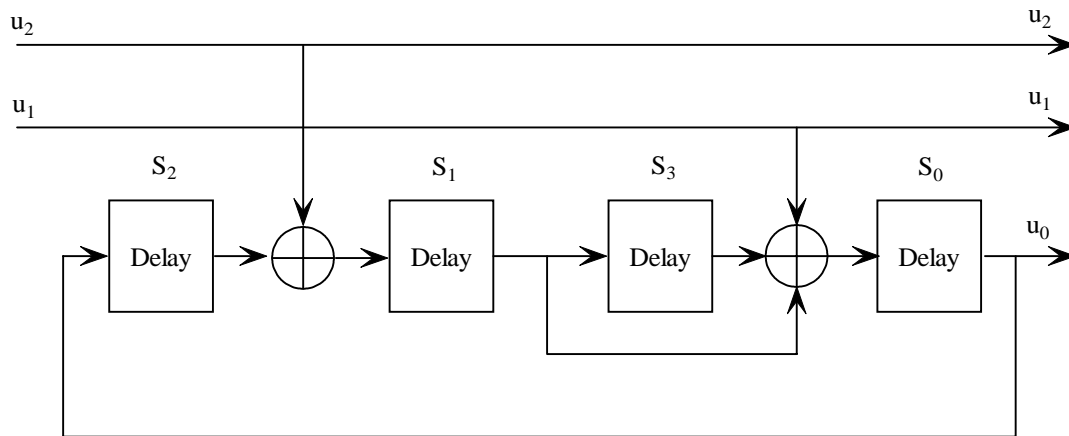 u₂ u₂
u₁ u₁
S₂ S₁ S₃ S₀
Delay Delay Delay Delay
u₀